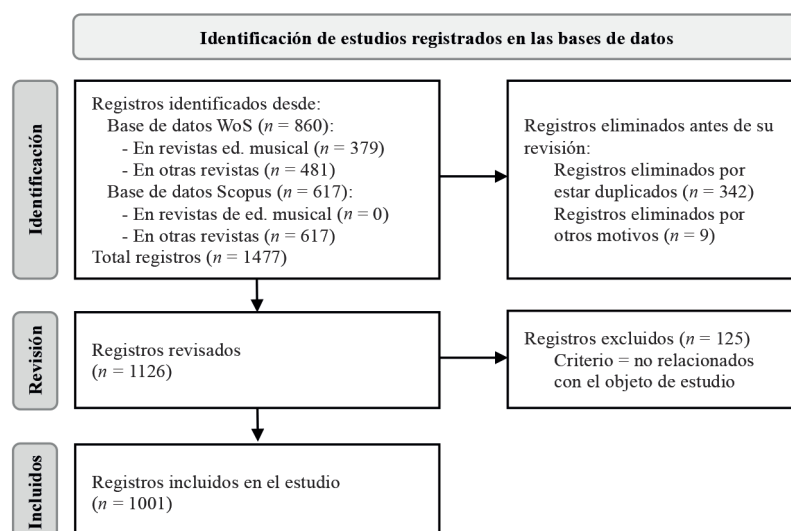 Identificación de estudios registrados en las bases de datos
Identificación
Registros identificados desde:
Base de datos WoS (n = 860):
- En revistas ed. musical (n = 379)
- En otras revistas (n = 481)
Base de datos Scopus (n = 617):
- En revistas de ed. musical (n = 0)
- En otras revistas (n = 617)
Total registros (n = 1477)
Registros eliminados antes de su
revisión:
Registros eliminados por
estar duplicados (n = 342)
Registros eliminados por
otros motivos (n = 9)
Revisión
Registros revisados
(n = 1126)
Registros excluidos (n = 125)
Criterio = no relacionados
con el objeto de estudio
Incluidos
Registros incluidos en el estudio
(n = 1001)